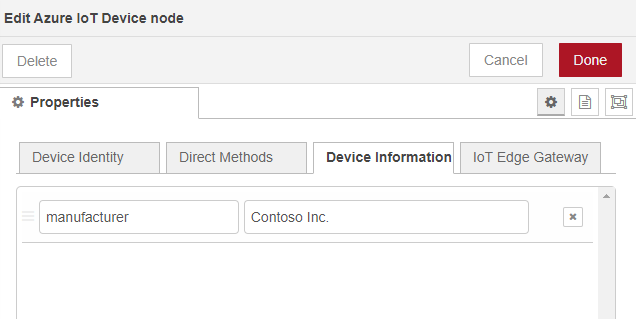 Edit Azure IoT Device node
Delete Cancel Done
Properties
Device Identity Direct Methods Device Information IoT Edge Gateway
manufacturer Contoso Inc.